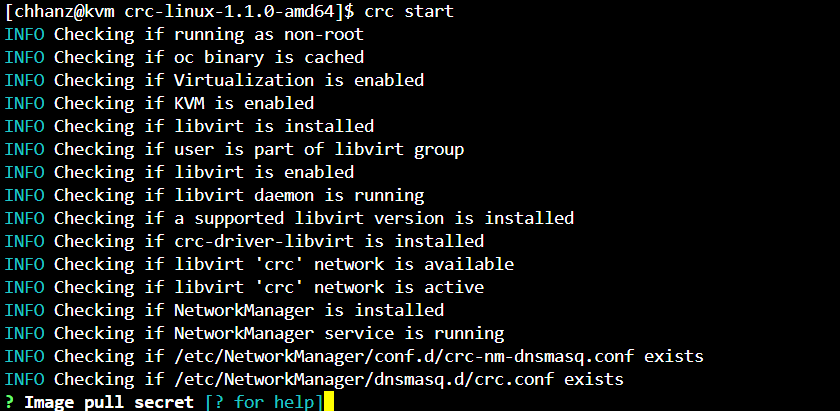 [chhanz@kvm crc-linux-1.1.0-amd64]$ crc start
INFO Checking if running as non-root
INFO Checking if oc binary is cached
INFO Checking if Virtualization is enabled
INFO Checking if KVM is enabled
INFO Checking if libvirt is installed
INFO Checking if user is part of libvirt group
INFO Checking if libvirt is enabled
INFO Checking if libvirt daemon is running
INFO Checking if a supported libvirt version is installed
INFO Checking if crc-driver-libvirt is installed
INFO Checking if libvirt 'crc' network is available
INFO Checking if libvirt 'crc' network is active
INFO Checking if NetworkManager is installed
INFO Checking if NetworkManager service is running
INFO Checking if /etc/NetworkManager/conf.d/crc-nm-dnsmasq.conf exists
INFO Checking if /etc/NetworkManager/dnsmasq.d/crc.conf exists
? Image pull secret [? for help]